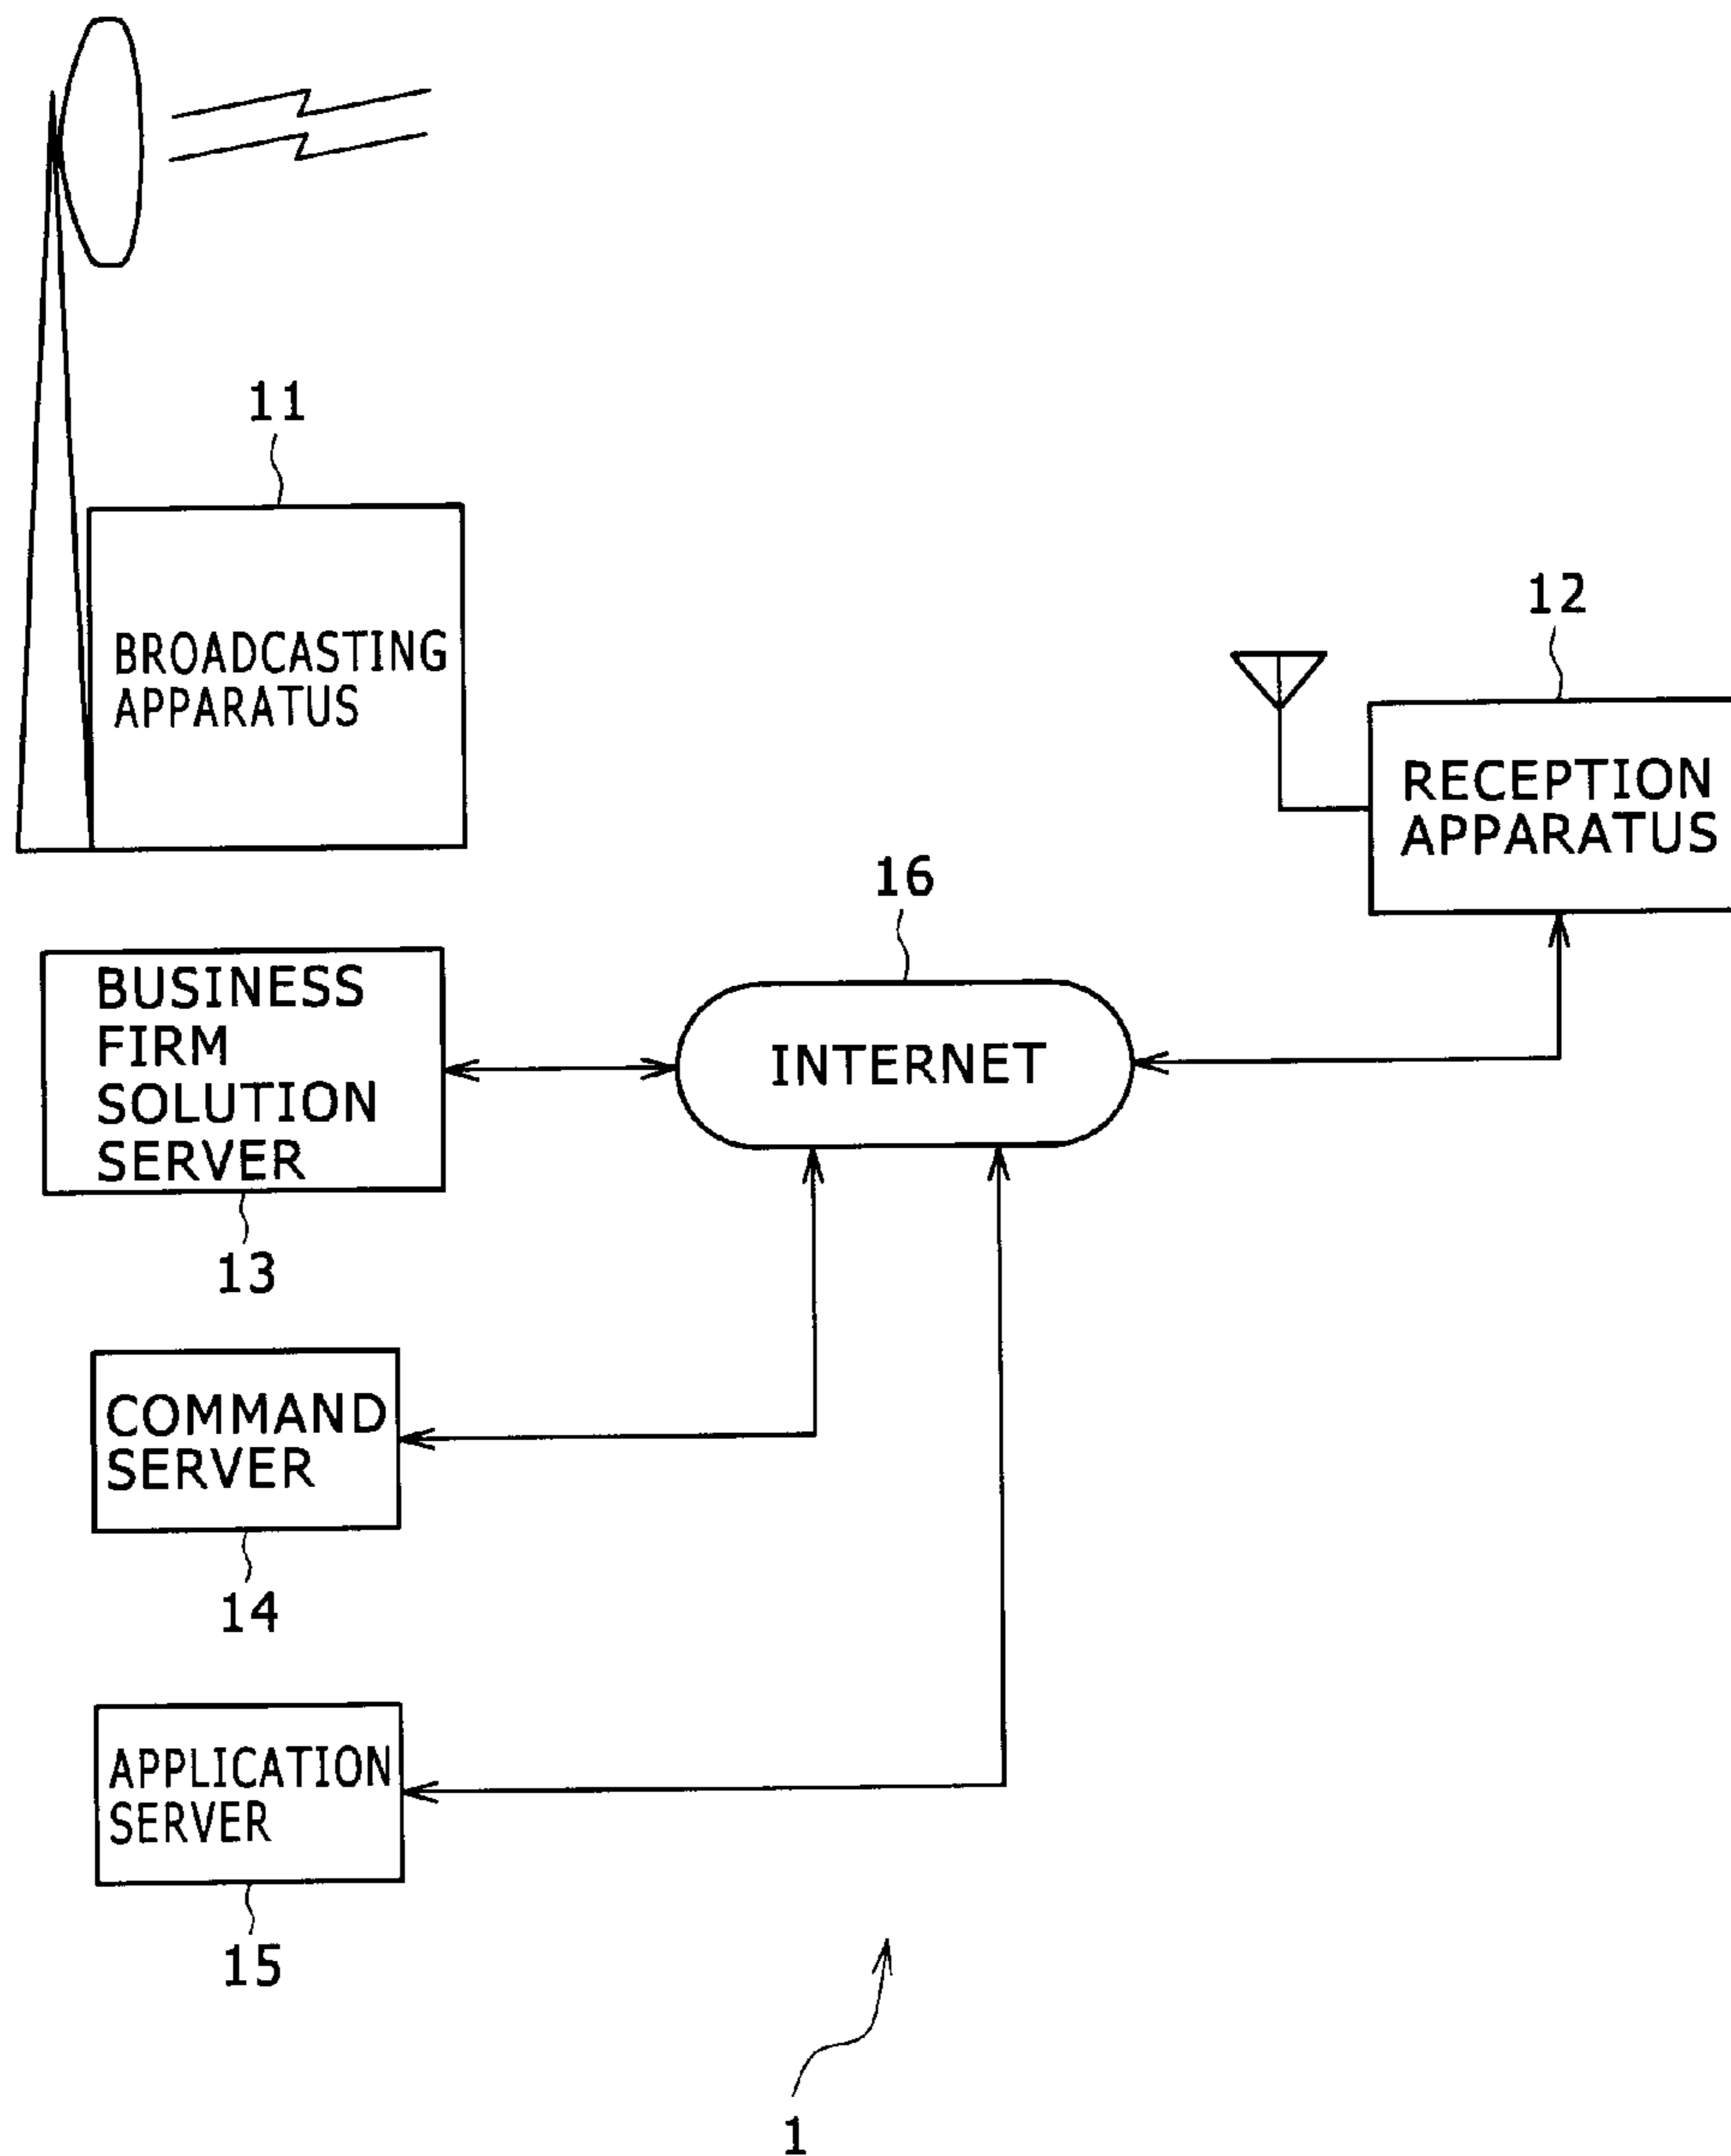 11
BROADCASTING
APPARATUS
12
RECEPTION
APPARATUS
16
INTERNET
BUSINESS
FIRM
SOLUTION
SERVER
13
COMMAND
SERVER
14
APPLICATION
SERVER
15
1